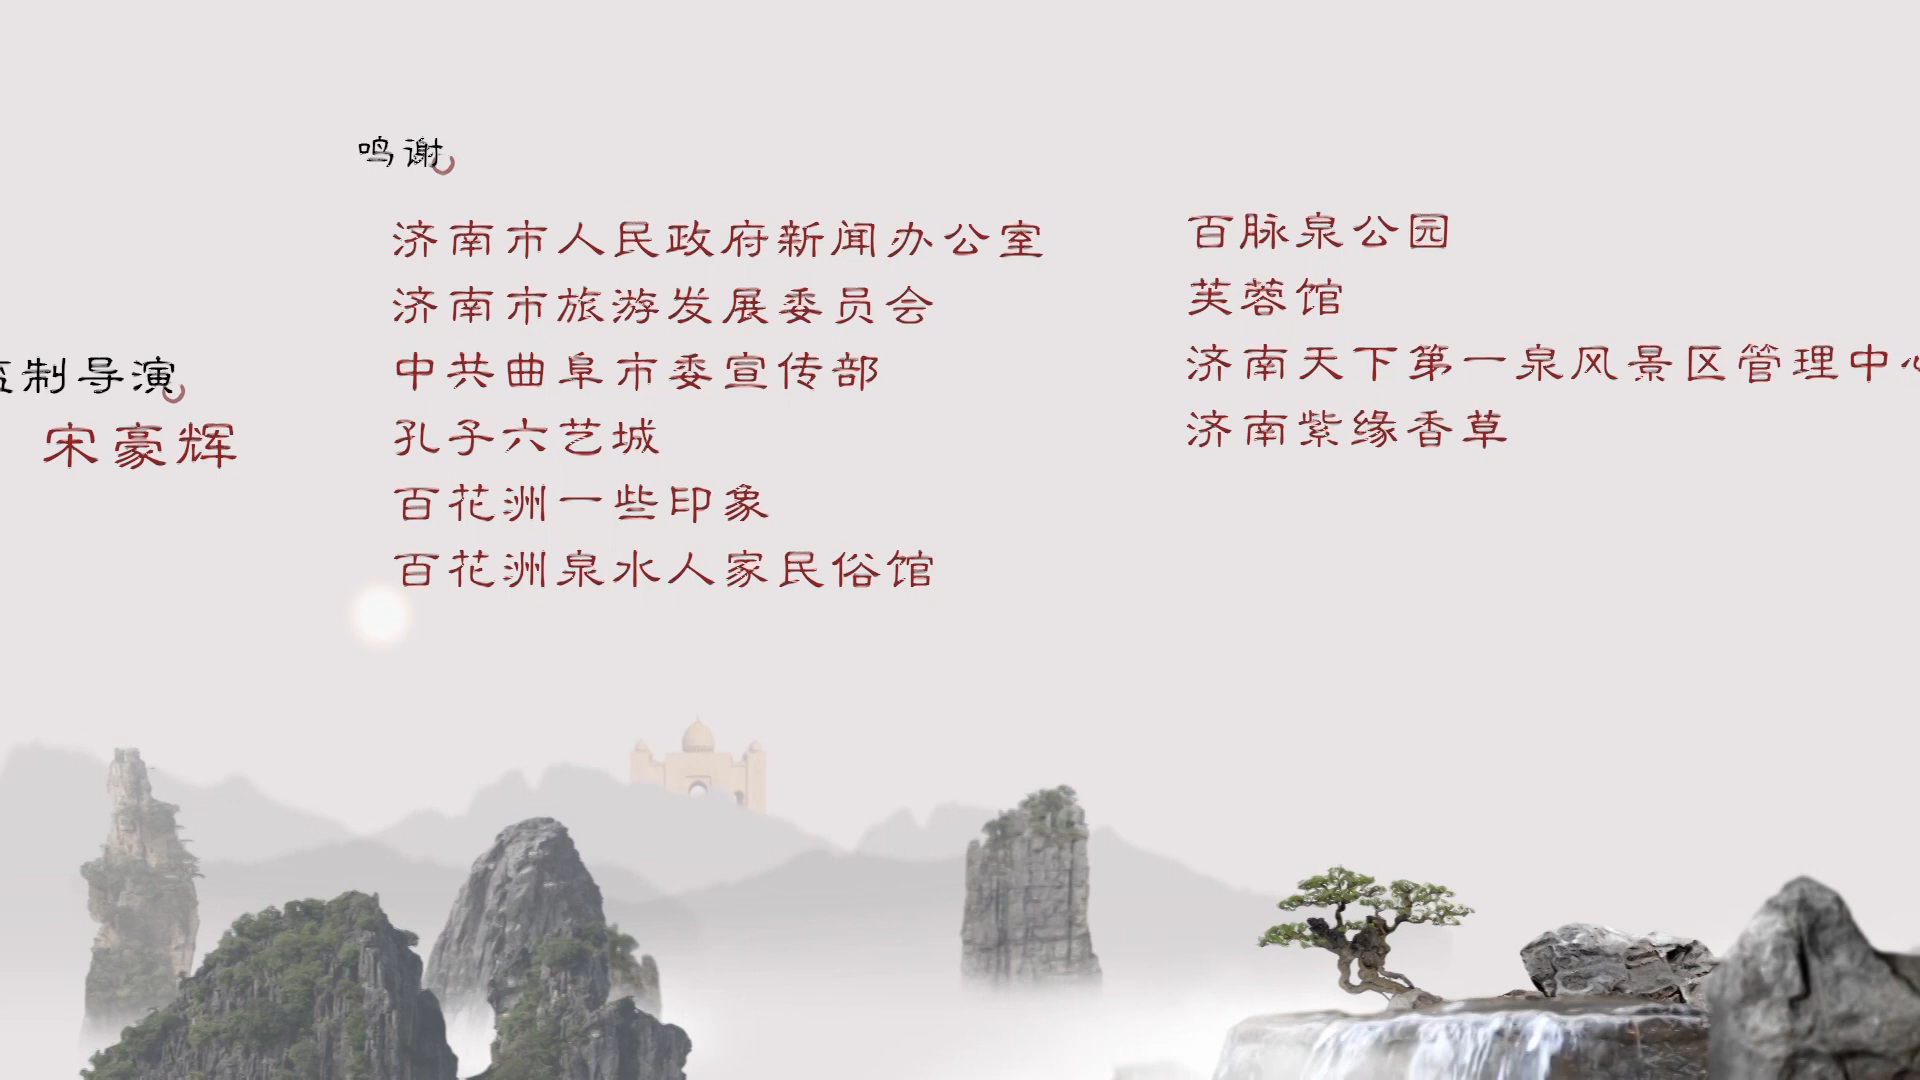 监制导演
宋豪辉
鸣谢
济南市人民政府新闻办公室
济南市旅游发展委员会
中共曲阜市委宣传部
孔子六艺城
百花洲一些印象
百花洲泉水人家民俗馆
百脉泉公园
芙蓉馆
济南天下第一泉风景区管理中心
济南紫缘香草